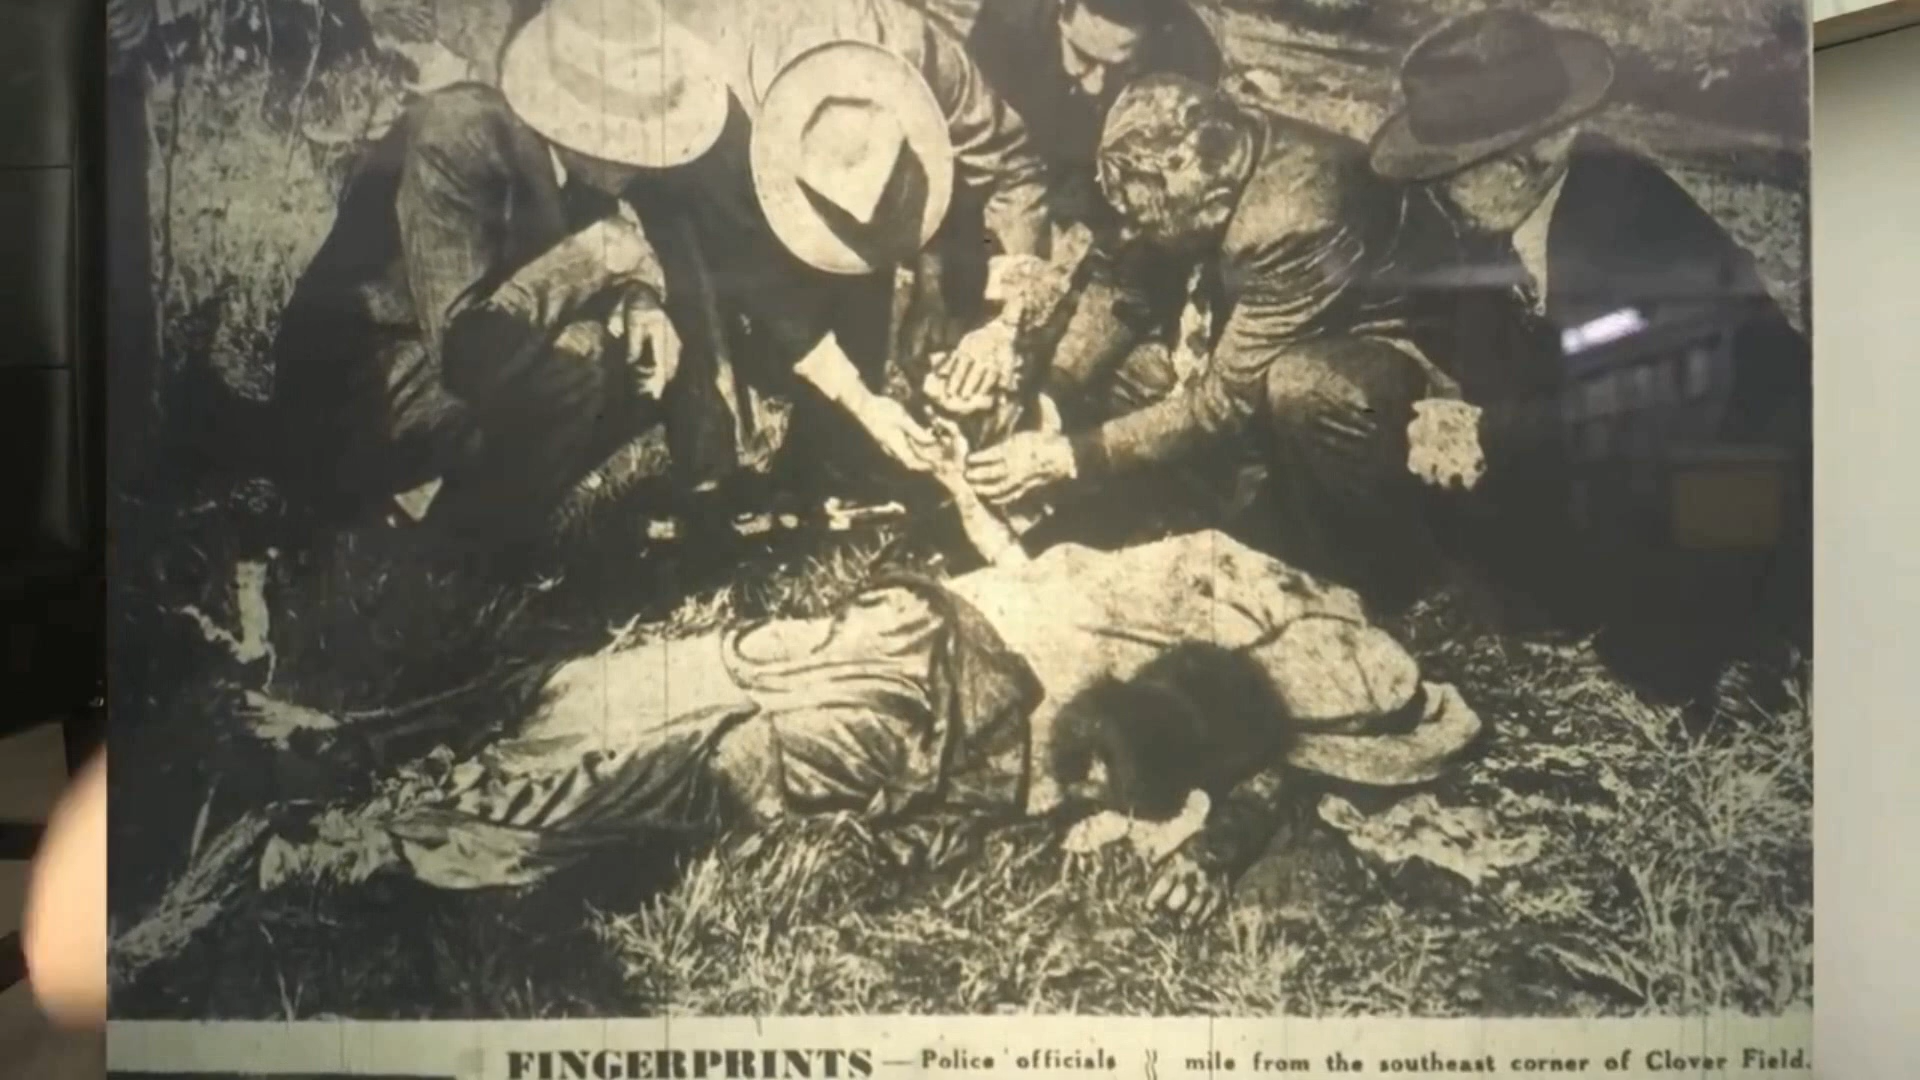 FINGERPRINTS — Police officials
mile from the southeast corner of Clover Field.